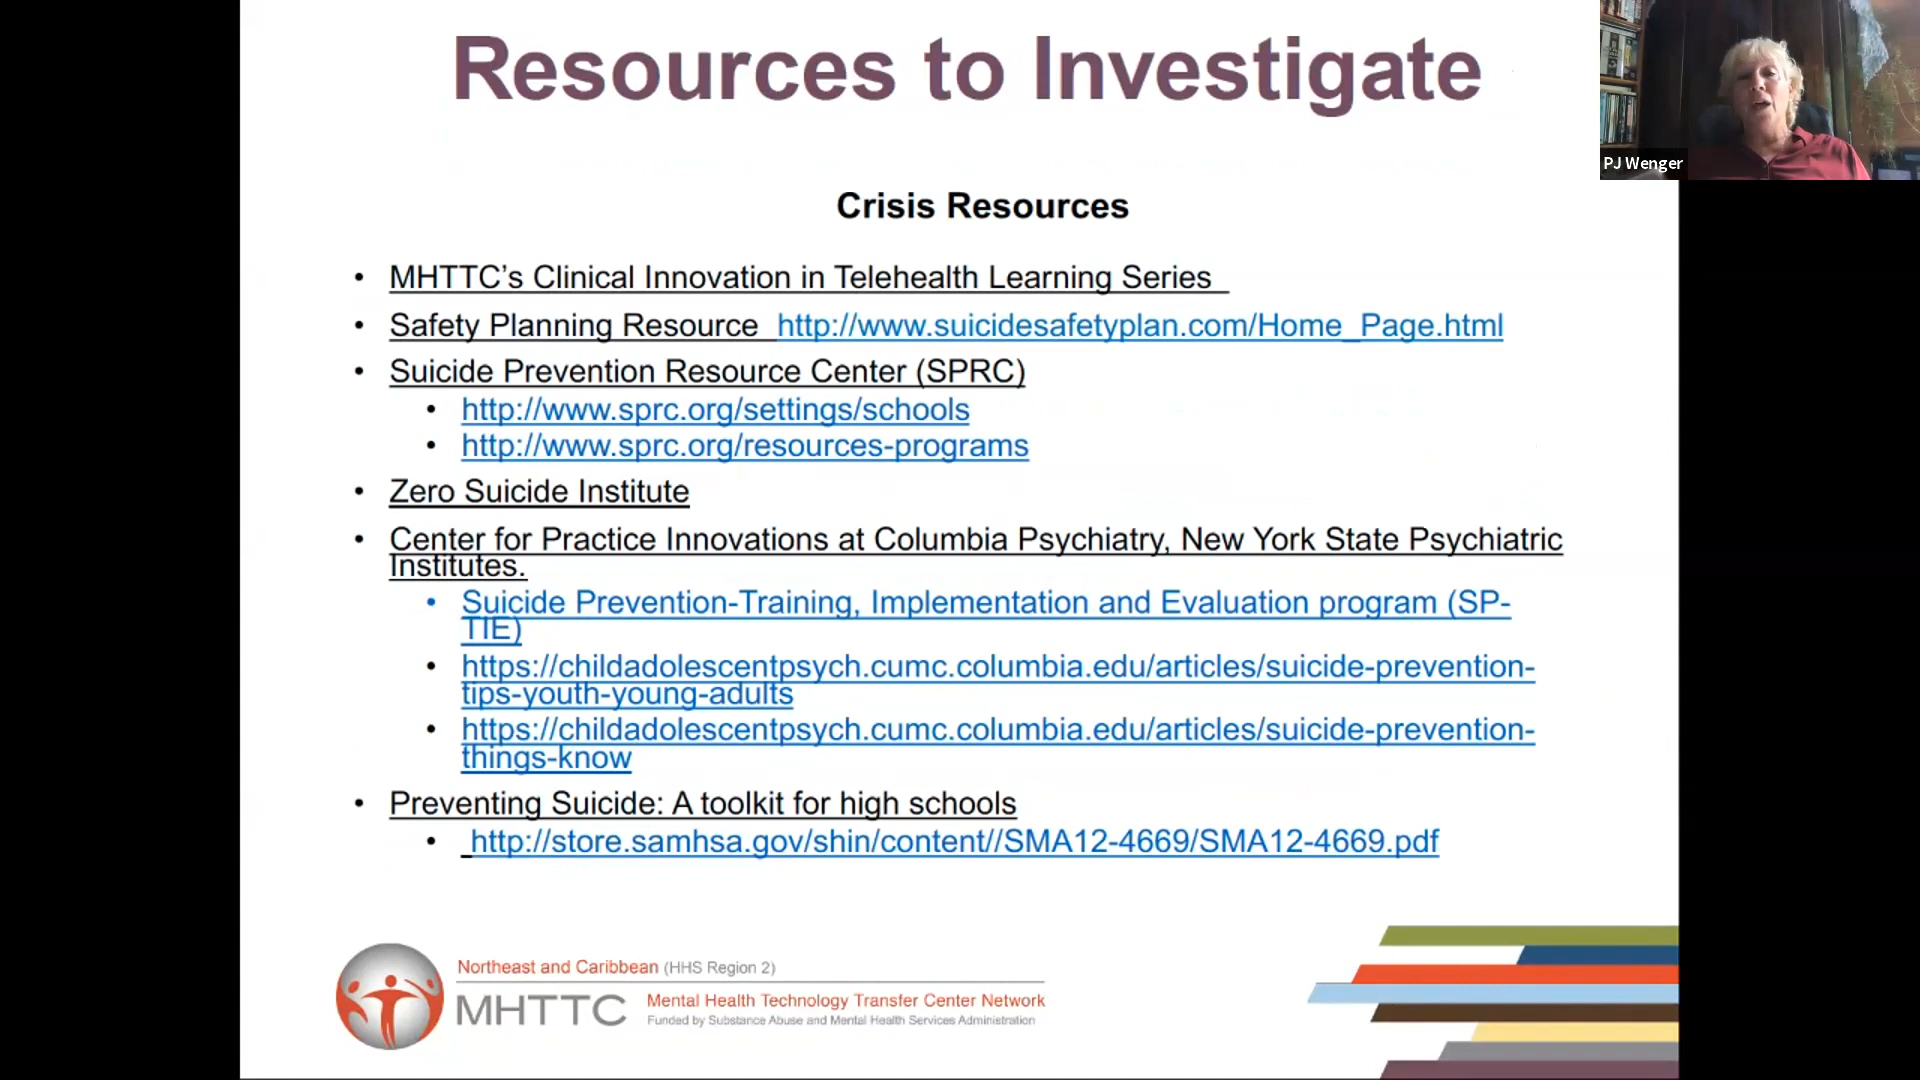 Resources to Investigate
PJ Wenger
Crisis Resources
• MHTTC’s Clinical Innovation in Telehealth Learning Series
• Safety Planning Resource http://www.suicidesafetyplan.com/Home_Page.html
• Suicide Prevention Resource Center (SPRC)
• http://www.sprc.org/settings/schools
• http://www.sprc.org/resources-programs
• Zero Suicide Institute
• Center for Practice Innovations at Columbia Psychiatry, New York State Psychiatric
Institutes.
• Suicide Prevention-Training, Implementation and Evaluation program (SP-
TIE)
• https://childadolescentpsych.cumc.columbia.edu/articles/suicide-prevention-
tips-youth-young-adults
• https://childadolescentpsych.cumc.columbia.edu/articles/suicide-prevention-
things-know
• Preventing Suicide: A toolkit for high schools
• http://store.samhsa.gov/shin/content//SMA12-4669/SMA12-4669.pdf
Northeast and Caribbean (HHS Region 2)
MHTTC
Mental Health Technology Transfer Center Network
Funded by Substance Abuse and Mental Health Services Administration